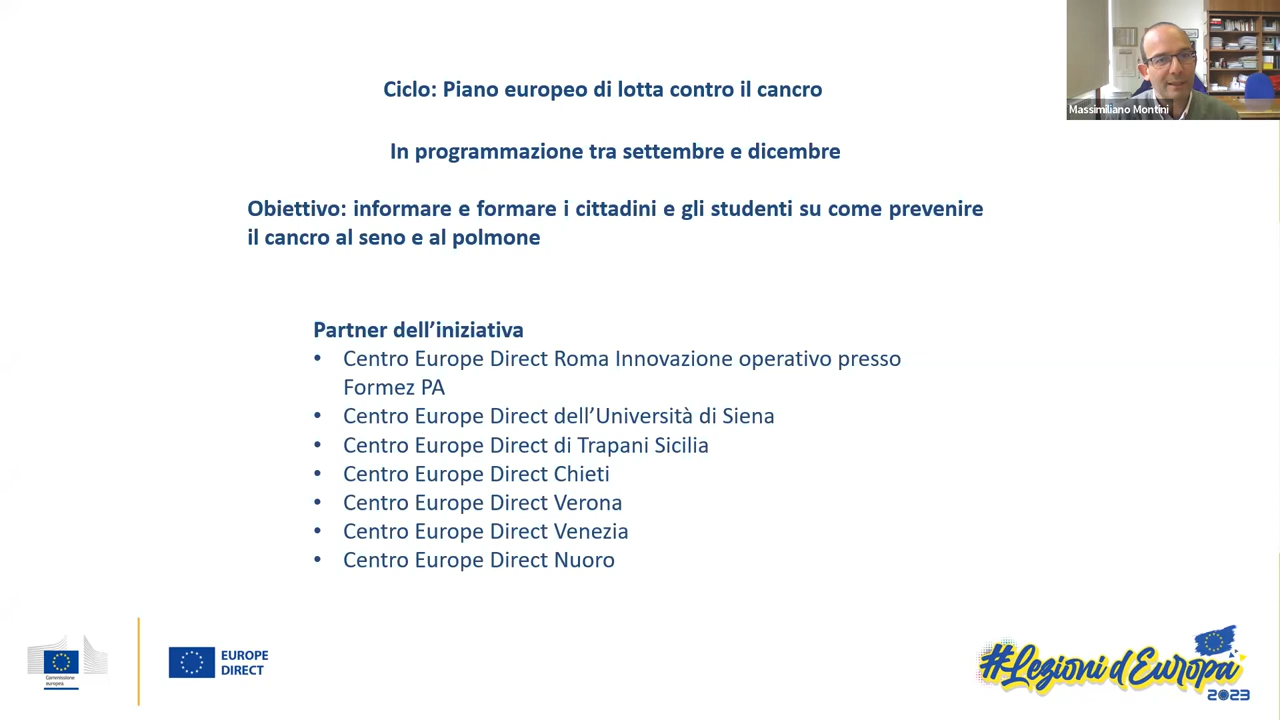 Massimiliano Montini
Ciclo: Piano europeo di lotta contro il cancro
In programmazione tra settembre e dicembre
Obiettivo: informare e formare i cittadini e gli studenti su come prevenire
il cancro al seno e al polmone
Partner dell’iniziativa
• Centro Europe Direct Roma Innovazione operativo presso
Formez PA
• Centro Europe Direct dell’Università di Siena
• Centro Europe Direct di Trapani Sicilia
• Centro Europe Direct Chieti
• Centro Europe Direct Verona
• Centro Europe Direct Venezia
• Centro Europe Direct Nuoro
Commissione
europea
EUROPE
DIRECT
#Lezioni d'Europa
2023